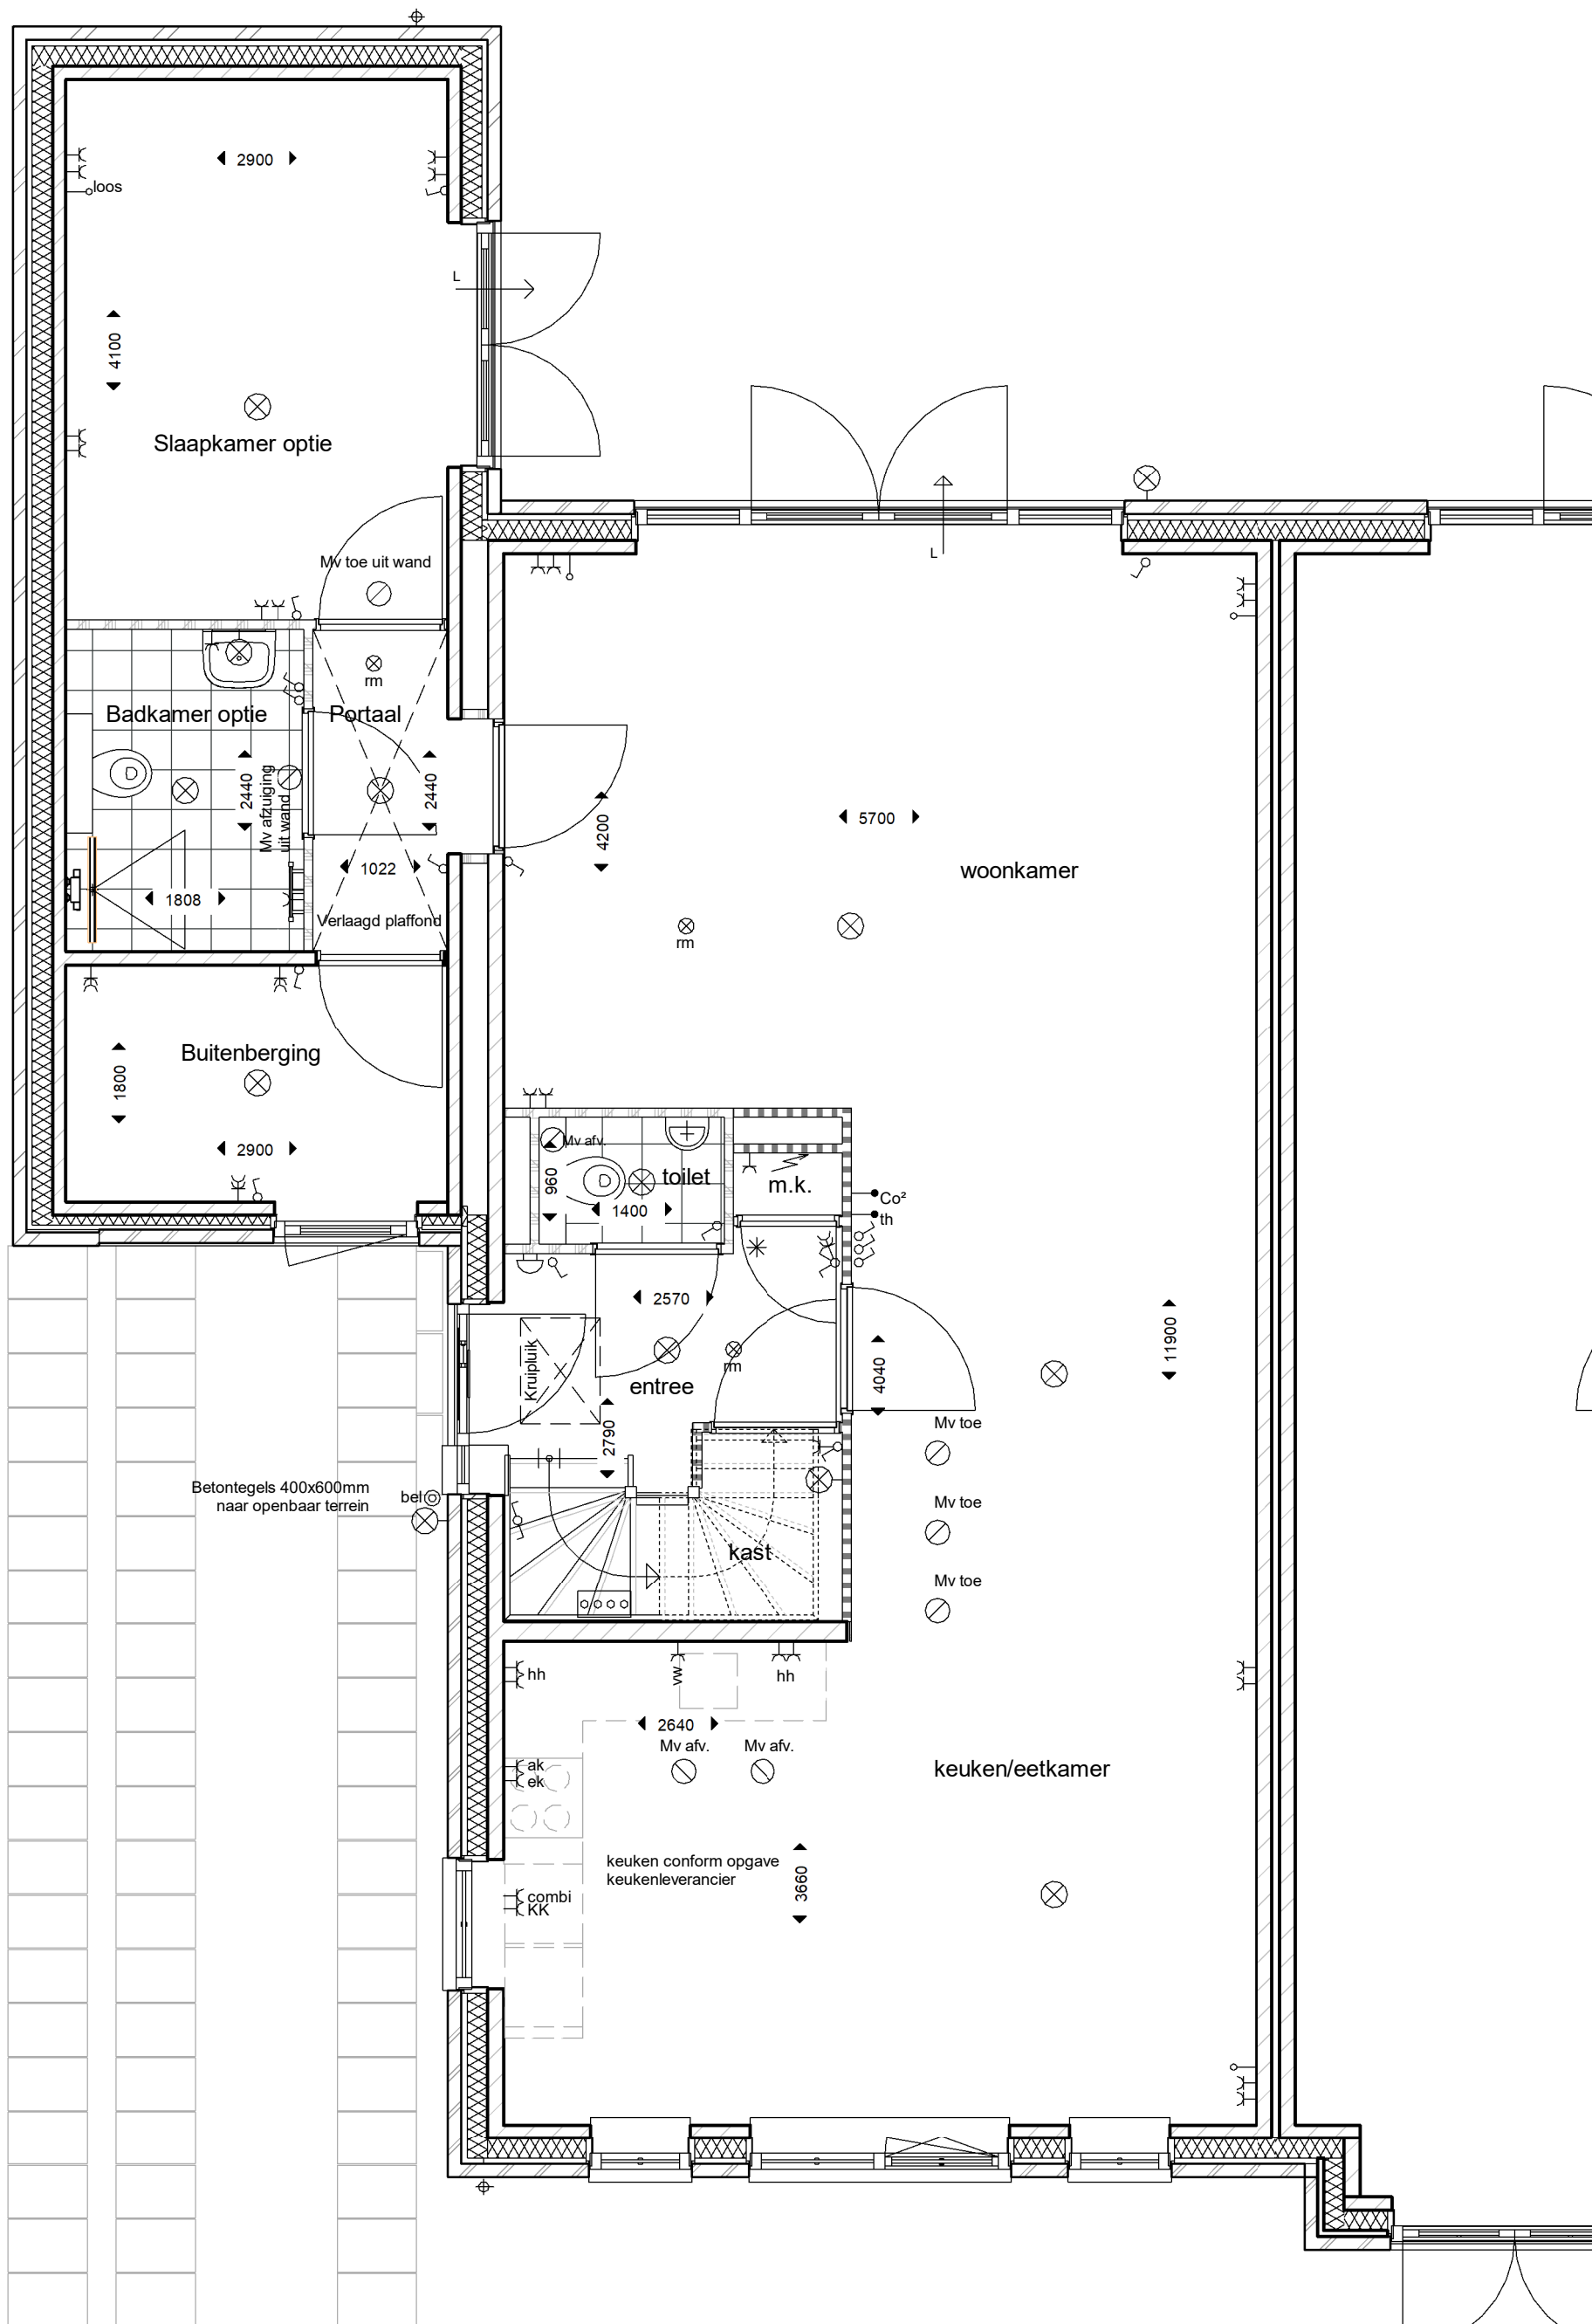 2900
loos
L
4100
Slaapkamer optie
Mv toe uit wand
L
rm
Badkamer optie
Portaal
2440
Mv afzuiging
uit wand
2440
4200
5700
woonkamer
1022
1808
Verlaagd plaffond
rm
Buitenberging
1800
2900
Mv afv.
960
toilet
1400
m.k.
Co²
th
2570
Kruipluik
rm
entree
4040
11900
2790
Mv toe
Betontegels 400x600mm
naar openbaar terrein
bel
Mv toe
kast
Mv toe
hh
vw
hh
2640
Mv afv.
Mv afv.
ak
ek
keuken/eetkamer
keuken conform opgave
keukenleverancier
3660
combi
KK